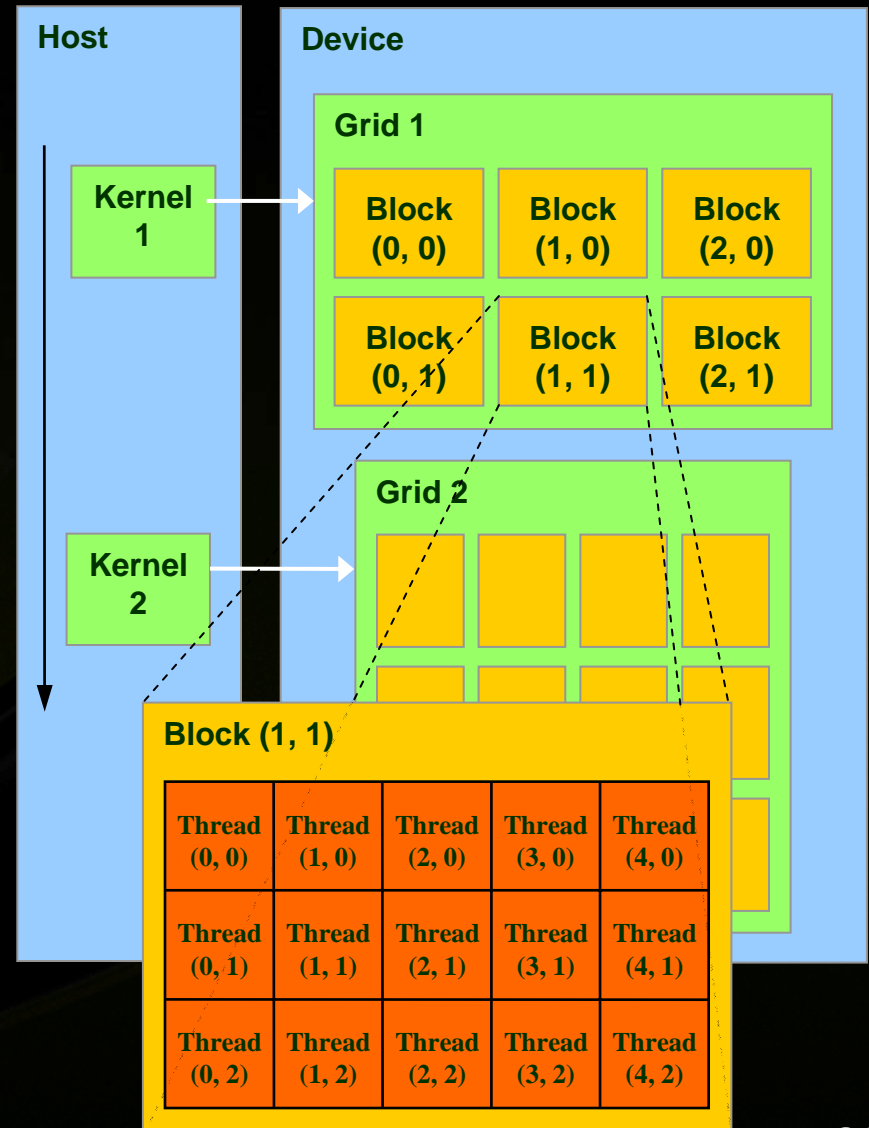 Host
Device
Grid 1
Kernel
1
Block
(0, 0)
Block
(1, 0)
Block
(2, 0)
Block
(0, 1)
Block
(1, 1)
Block
(2, 1)
Grid 2
Kernel
2
Block (1, 1)
Thread
(0, 0)
Thread
(1, 0)
Thread
(2, 0)
Thread
(3, 0)
Thread
(4, 0)
Thread
(0, 1)
Thread
(1, 1)
Thread
(2, 1)
Thread
(3, 1)
Thread
(4, 1)
Thread
(0, 2)
Thread
(1, 2)
Thread
(2, 2)
Thread
(3, 2)
Thread
(4, 2)